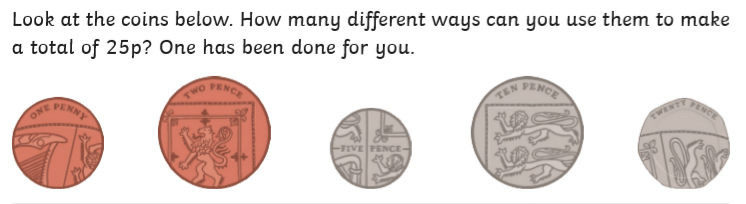 Look at the coins below. How many different ways can you use them to make
a total of 25p? One has been done for you.
ONE PENNY
TWO PENCE
FIVE PENCE
TEN PENCE
TWENTY PENCE